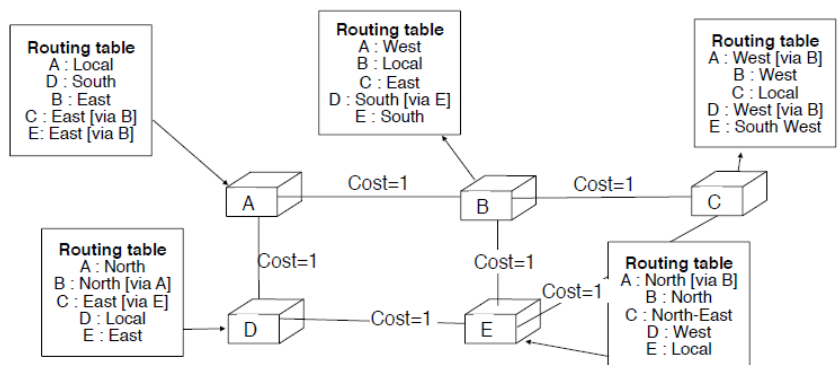 Routing table
A : Local
D : South
B : East
C : East [via B]
E: East [via B]
Routing table
A : West
B : Local
C : East
D : South [via E]
E : South
Routing table
A : West [via B]
B : West
C : Local
D : West [via B]
E : South West
A
Cost=1
B
Cost=1
C
Cost=1
Cost=1
Cost=1
Routing table
A : North
B : North [via A]
C : East [via E]
D : Local
E : East
D
Cost=1
E
Routing table
A : North [via B]
B : North
C : North-East
D : West
E : Local